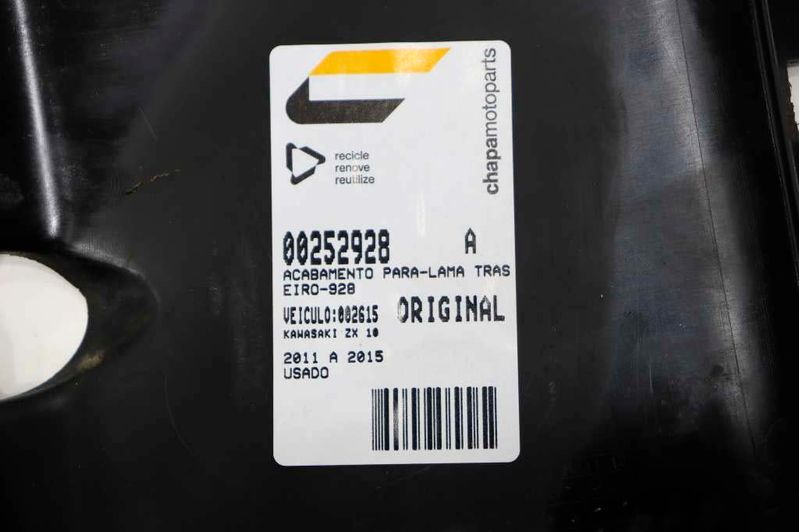 chapamotoparts
recicle
renove
reutilize
00252928 A
ACABAMENTO PARA-LAMA TRAS
EIRO-928
VEICULO:002615 ORIGINAL
KAWASAKI ZX 10
2011 A 2015
USADO